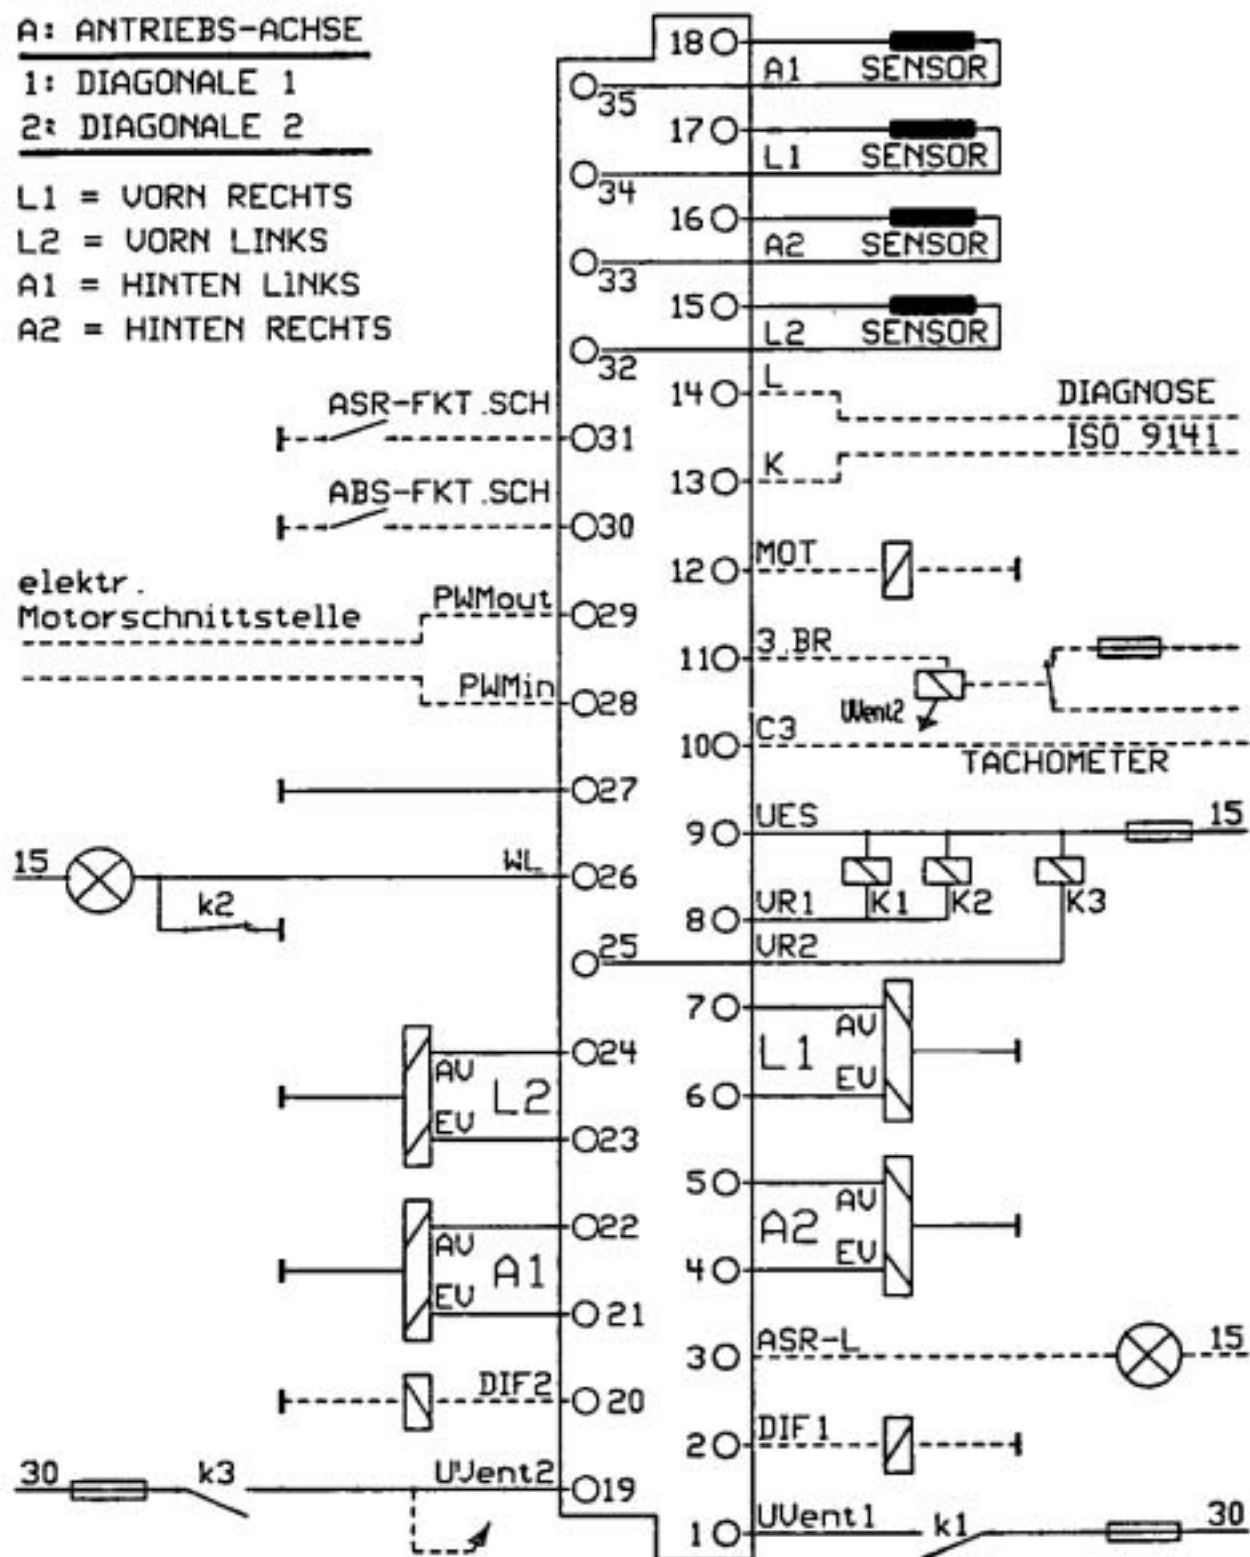 A: ANTRIEBS-ACHSE
1: DIAGONALE 1
2: DIAGONALE 2
L1 = VORN RECHTS
L2 = VORN LINKS
A1 = HINTEN LINKS
A2 = HINTEN RECHTS
18
A1 SENSOR
35
17
L1 SENSOR
34
16
A2 SENSOR
33
15
L2 SENSOR
32
14 L DIAGNOSE
ISO 9141
13 K
ASR-FKT.SCH
31
ABS-FKT.SCH
30
12 MOT
elektr.
Motorschnittstelle
PWMout 29
PWMin 28
11 3.BR
UVent2
10 C3
TACHOMETER
27
9 UES 15
15 WL 26
k2
8 VR1 K1 K2 K3
25 VR2
7 AV
L1
6 EV
24
AV
L2
EV
23
5 AV
A2
4 EV
22
AV
A1
EV
21
3 ASR-L 15
DIF2 20
2 DIF1
30 k3 UVent2 19
1 UVent1 k1 30